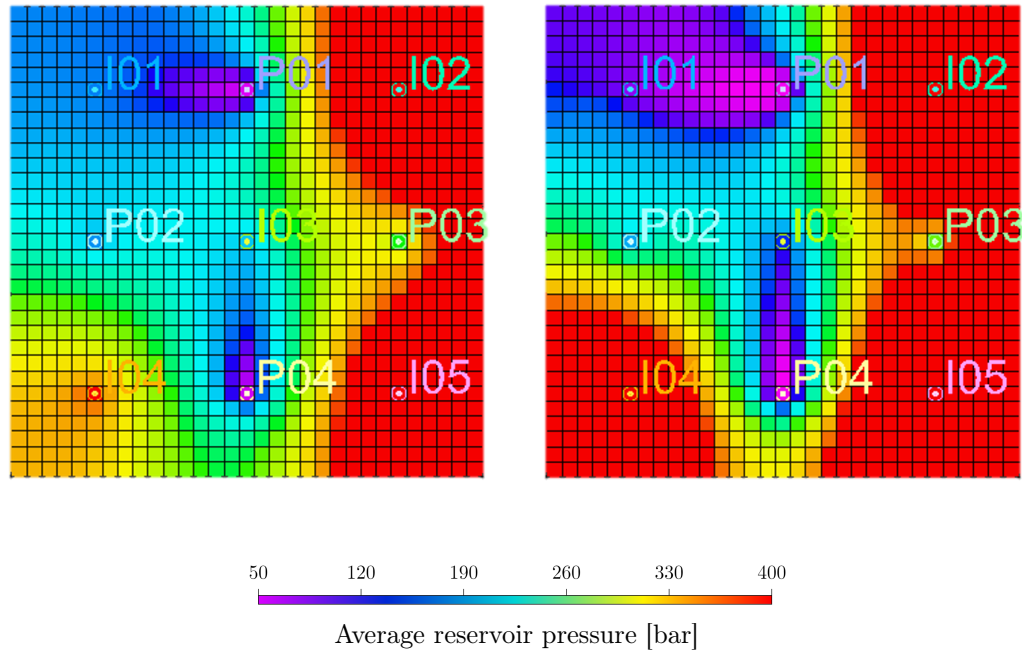 I01 P01 I02 I01 P01 I02
P02 I03 P03 P02 I03 P03
I04 P04 I05 I04 P04 I05
50 120 190 260 330 400
Average reservoir pressure [bar]